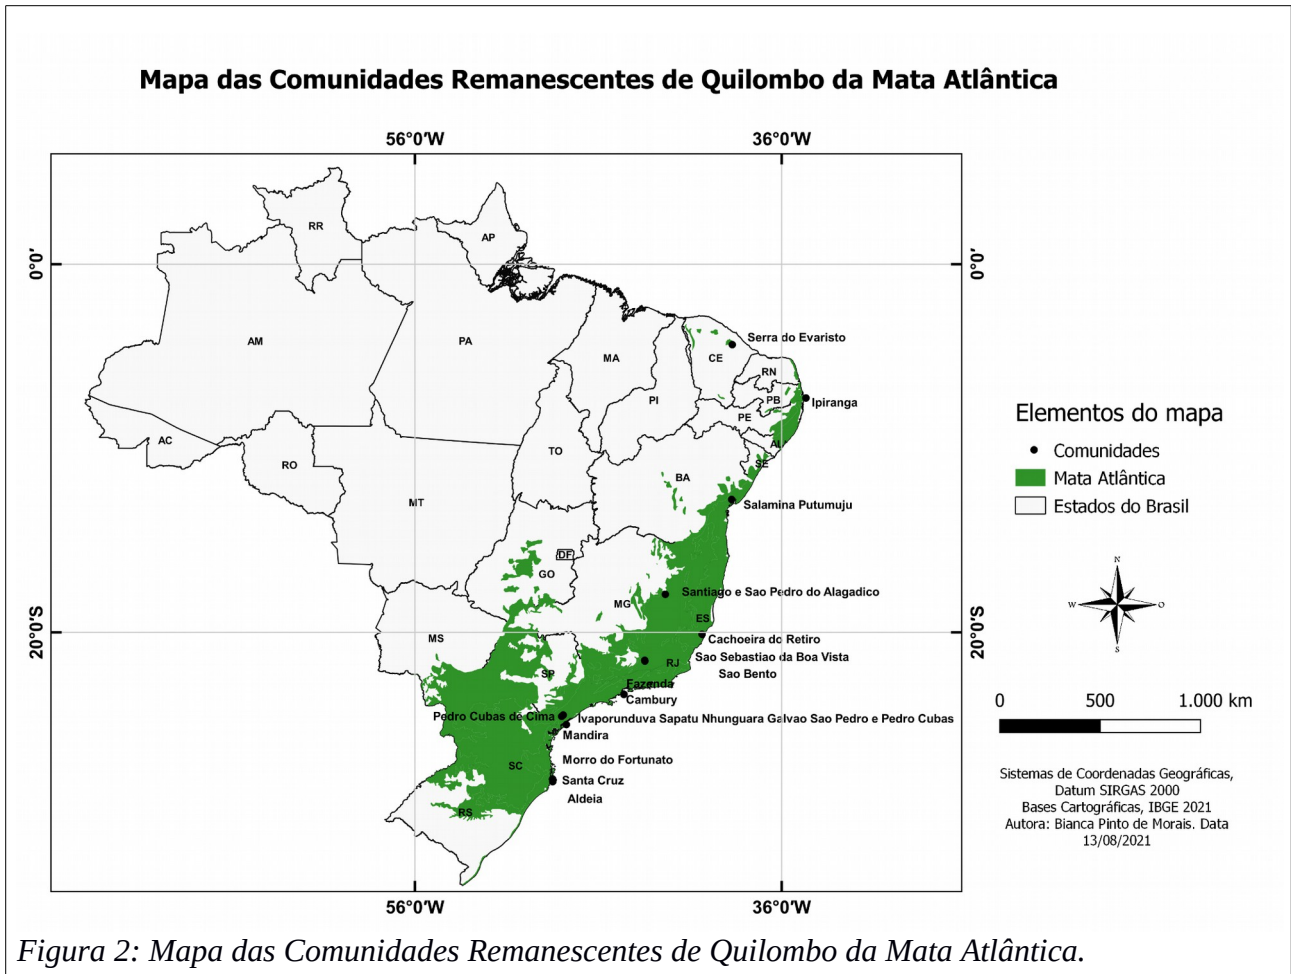 Mapa das Comunidades Remanescentes de Quilombo da Mata Atlântica
56°0′W
36°0′W
0°0′
0°0′
RR
AP
AM
PA
MA
CE
Serra do Evaristo
RN
PB
PI
Ipiranga
PE
AC
AL
TO
RO
SE
BA
MT
Salamina Putumuju
DF
GO
Santiago e Sao Pedro do Alagadico
MG
ES
20°0′S
20°0′S
MS
Cachoeira do Retiro
Sao Sebastiao da Boa Vista
RJ
SP
Sao Bento
Fazenda
Cambury
Pedro Cubas de Cima
Ivaporunduva Sapatu Nhunguara Galvao Sao Pedro e Pedro Cubas
Mandira
Morro do Fortunato
SC
Santa Cruz
Aldeia
RS
56°0′W
36°0′W
Elementos do mapa
Comunidades
Mata Atlântica
Estados do Brasil
N
W
O
S
0
500
1.000 km
Sistemas de Coordenadas Geográficas,
Datum SIRGAS 2000
Bases Cartográficas, IBGE 2021
Autora: Bianca Pinto de Morais. Data
13/08/2021
Figura 2: Mapa das Comunidades Remanescentes de Quilombo da Mata Atlântica.